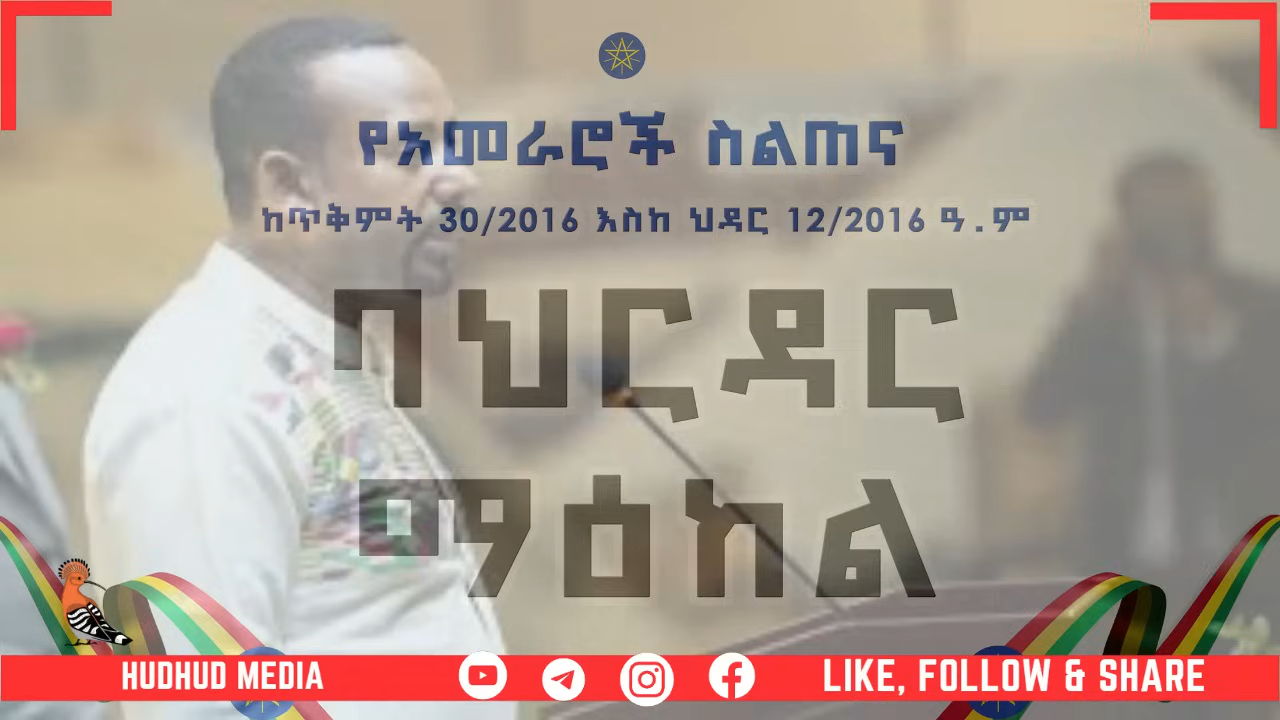 የአመራሮች ስልጠና
ከጥቅምት 30/2016 እስከ ህዳር 12/2016 ዓ.ም
ባህርዳር
ማዕከል
HUDHUD MEDIA
LIKE, FOLLOW & SHARE